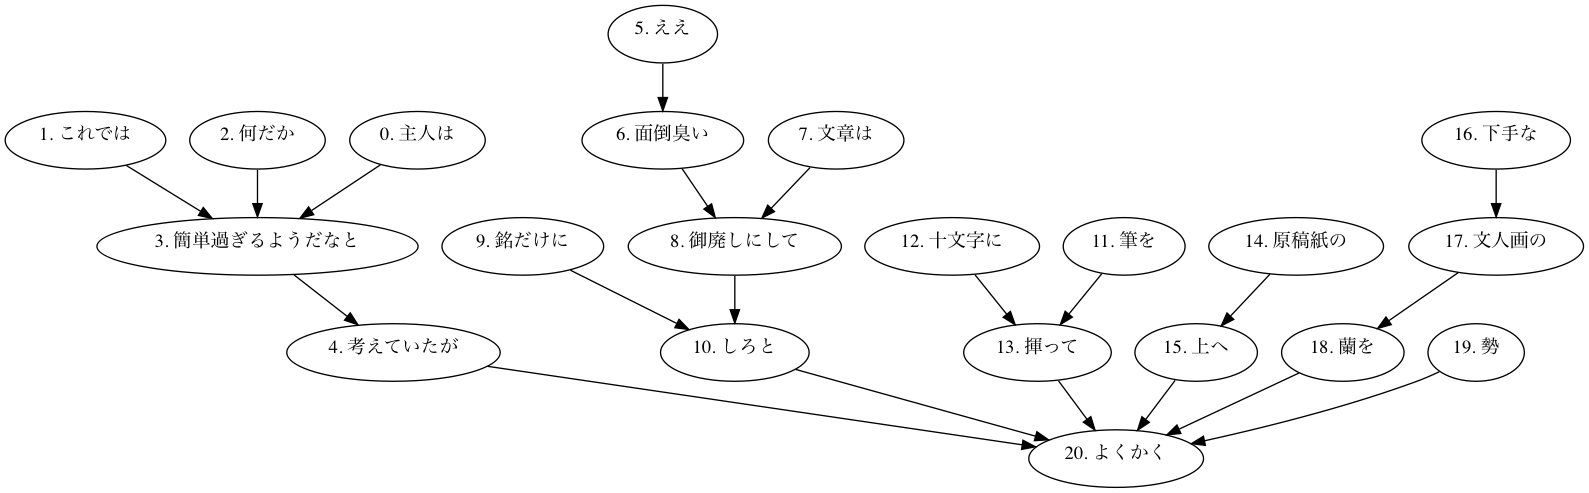 5. ええ
1. これでは
2. 何だか
0. 主人は
6. 面倒臭い
7. 文章は
16. 下手な
3. 簡単過ぎるようだなと
9. 銘だけに
8. 御廃しにして
12. 十文字に
11. 筆を
14. 原稿紙の
17. 文人画の
4. 考えていたが
10. しろと
13. 揮って
15. 上へ
18. 蘭を
19. 勢
20. よくかく